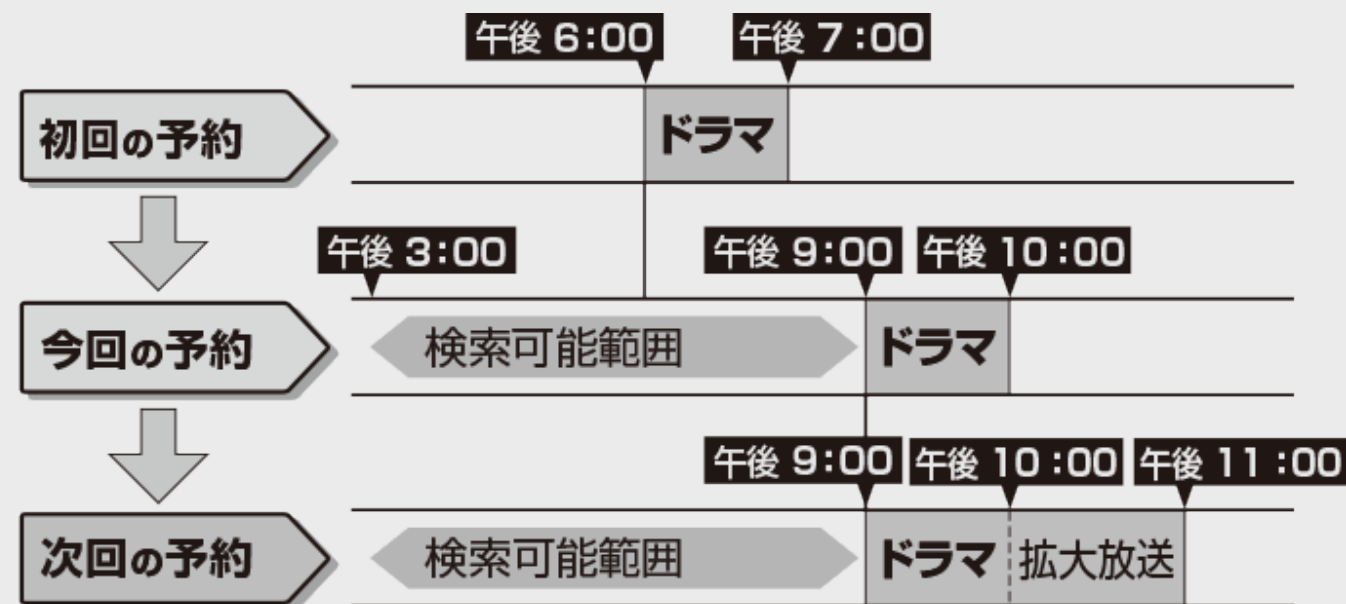 午後 6:00
午後 7:00
初回の予約
ドラマ
午後 3:00
午後 9:00
午後 10:00
今回の予約
検索可能範囲
ドラマ
午後 9:00
午後 10:00
午後 11:00
次回の予約
検索可能範囲
ドラマ
拡大放送